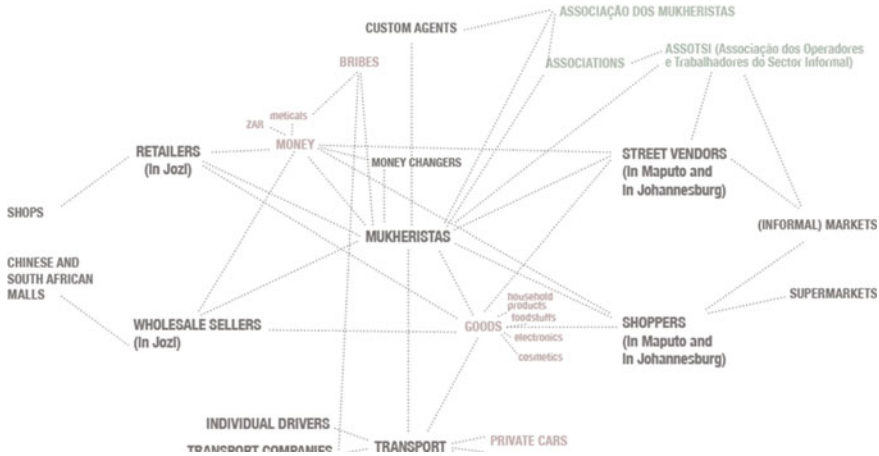 ASSOCIAÇÃO DOS MUKHERISTAS
CUSTOM AGENTS
ASSOTSI (Associação dos Operadores
e Trabalhadores do Sector Informal)
ASSOCIATIONS
BRIBES
meticals
ZAR
MONEY
RETAILERS
(In Jozi)
MONEY CHANGERS
STREET VENDORS
(In Maputo and
In Johannesburg)
SHOPS
(INFORMAL) MARKETS
MUKHERISTAS
CHINESE AND
SOUTH AFRICAN
MALLS
SUPERMARKETS
household
products
foodstuffs
GOODS
electronics
cosmetics
WHOLESALE SELLERS
(In Jozi)
SHOPPERS
(In Maputo and
In Johannesburg)
INDIVIDUAL DRIVERS
TRANSPORT COMPANIES
TRANSPORT
PRIVATE CARS